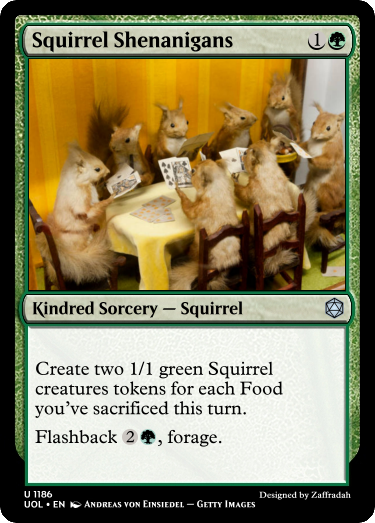 Squirrel Shenanigans 1
Kindred Sorcery — Squirrel
Create two 1/1 green Squirrel
creatures tokens for each Food
you've sacrificed this turn.
Flashback 2, forage.
U 1186
UOL • EN Andreas von Einsiedel — Getty Images
Designed by Zaffradah